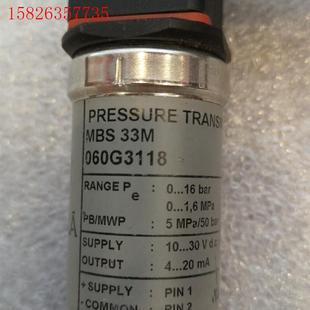 15826357735
PRESSURE TRANS
MBS 33M
060G3118
RANGE Pe : 0...16 bar
: 0...1,6 MPa
PB/MWP : 5 MPa/50 bar
SUPPLY : 10...30 V d.c
OUTPUT : 4...20 mA
+ SUPPLY : PIN 1
- COMMON : PIN 2